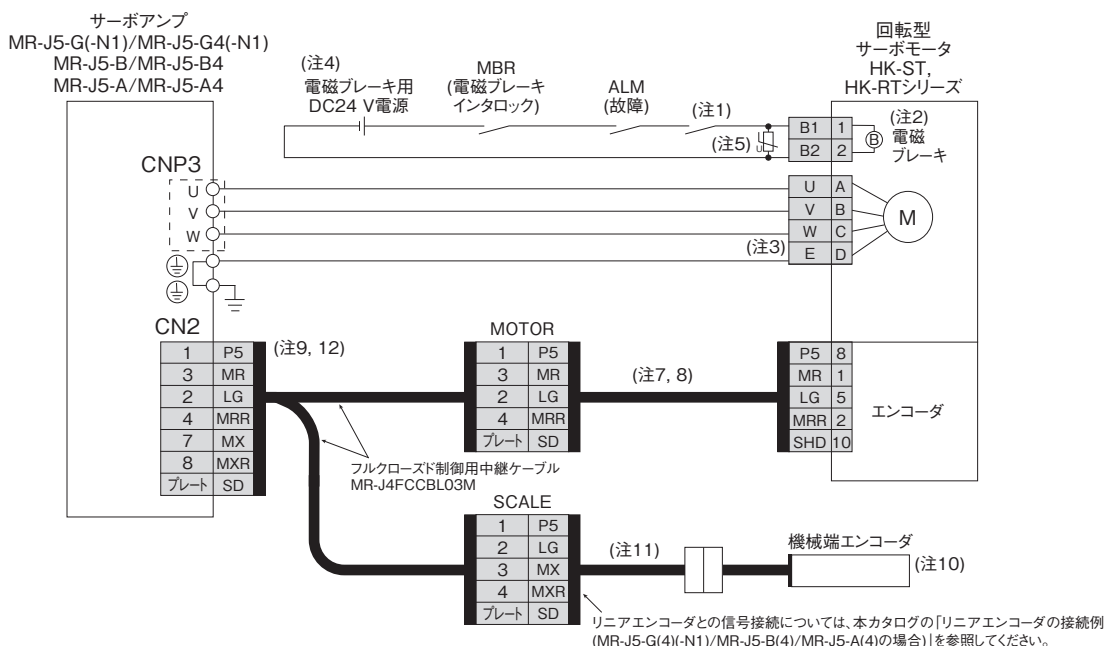 サーボアンプ
MR-J5-G(-N1)/MR-J5-G4(-N1)
MR-J5-B/MR-J5-B4
MR-J5-A/MR-J5-A4
(注4)
電磁ブレーキ用
DC24 V電源
MBR
(電磁ブレーキ
インタロック)
ALM
(故障)
(注1)
(注5)
U
回転型
サーボモータ
HK-ST,
HK-RTシリーズ
B1 1
B2 2
B
(注2)
電磁
ブレーキ
CNP3
U
V
W
(注3)
U A
V B
W C
E D
M
CN2
1 P5
3 MR
2 LG
4 MRR
7 MX
8 MXR
プレート SD
(注9, 12)
MOTOR
1 P5
3 MR
2 LG
4 MRR
プレート SD
(注7, 8)
P5 8
MR 1
LG 5
MRR 2
SHD 10
エンコーダ
フルクローズド制御用中継ケーブル
MR-J4FCCBL03M
SCALE
1 P5
2 LG
3 MX
4 MXR
プレート SD
(注11)
機械端エンコーダ
(注10)
リニアエンコーダとの信号接続については、本カタログの「リニアエンコーダの接続例
(MR-J5-G(4)(-N1)/MR-J5-B(4)/MR-J5-A(4)の場合)」を参照してください。